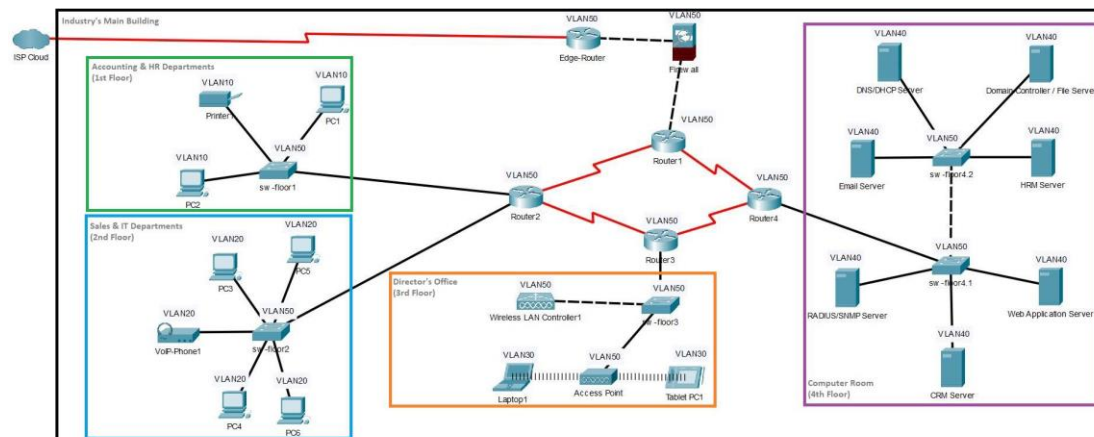 Industry's Main Building
ISP Cloud
VLAN50
Edge-Router
VLAN50
Firewall
Accounting & HR Departments
(1st Floor)
VLAN10
Printer1
VLAN10
PC1
VLAN50
sw-floor1
VLAN10
PC2
Sales & IT Departments
(2nd Floor)
VLAN20
PC3
VLAN20
PC5
VLAN50
sw-floor2
VLAN20
VoIP-Phone1
VLAN20
PC4
VLAN20
PC6
VLAN50
Router1
VLAN50
Router2
VLAN50
Router3
VLAN50
Router4
Director's Office
(3rd Floor)
VLAN50
Wireless LAN Controller1
VLAN50
sw-floor3
VLAN30
Laptop1
VLAN50
Access Point
VLAN30
Tablet PC1
VLAN40
DNS/DHCP Server
VLAN40
Domain Controller / File Server
VLAN40
Email Server
VLAN50
sw-floor4.2
VLAN40
HRM Server
VLAN50
sw-floor4.1
VLAN40
RADIUS/SNMP Server
VLAN40
Web Application Server
VLAN40
CRM Server
Computer Room
(4th Floor)